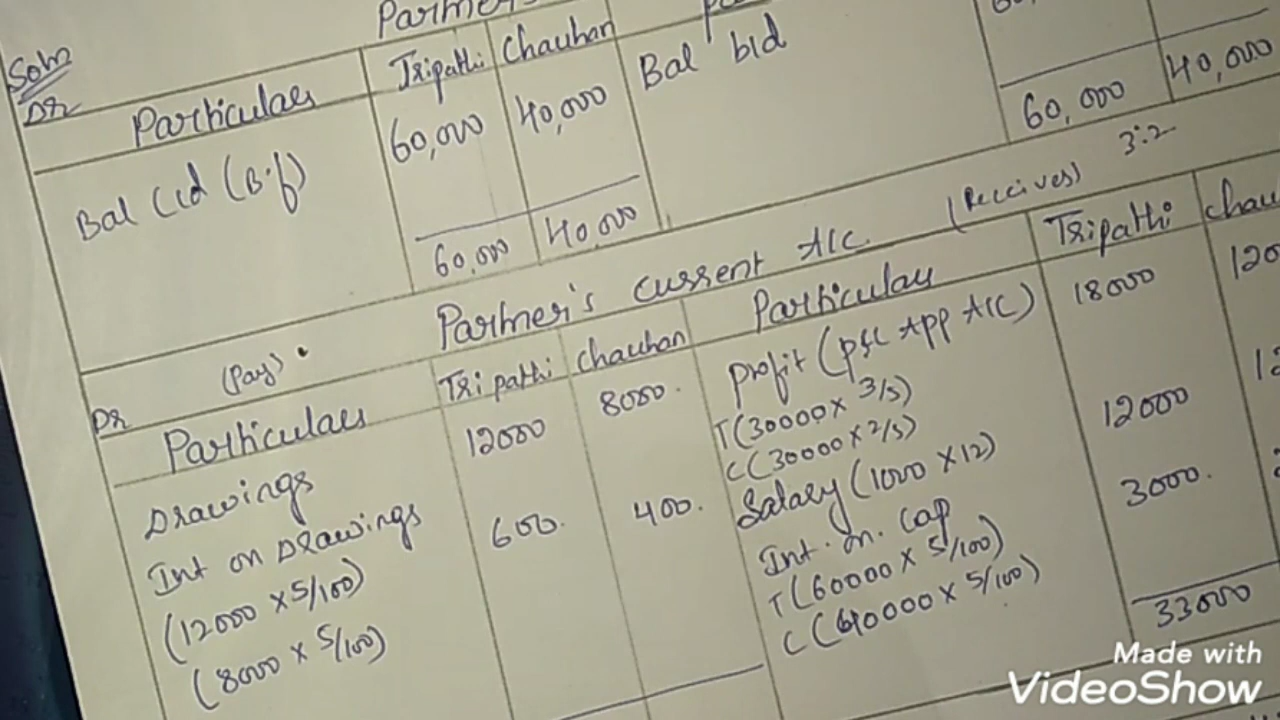 Partner
Soln
Dr
Particulars Tripathi Chauhan
Bal C/d (B.f) 60,000 40,000 Bal b/d
60,000 40,000 60,000 40,000
Partner's current A/C.
(Pay) (Receives) 3:2
Dr Particulars Tripathi Chauhan Particulars Tripathi Chau
Drawings 12000 8000. Profit (P&L App A/C) 18000 120
T(30000 x 3/5)
C(30000 x 2/5)
Int on Drawings 600. 400. Salary (1000 x 12) 12000 12
(12000 x 5/100) Int. on. Cap 3000.
(8000 x 5/100) T(60000 x 5/100)
C(40000 x 5/100)
33000
Made with
VideoShow